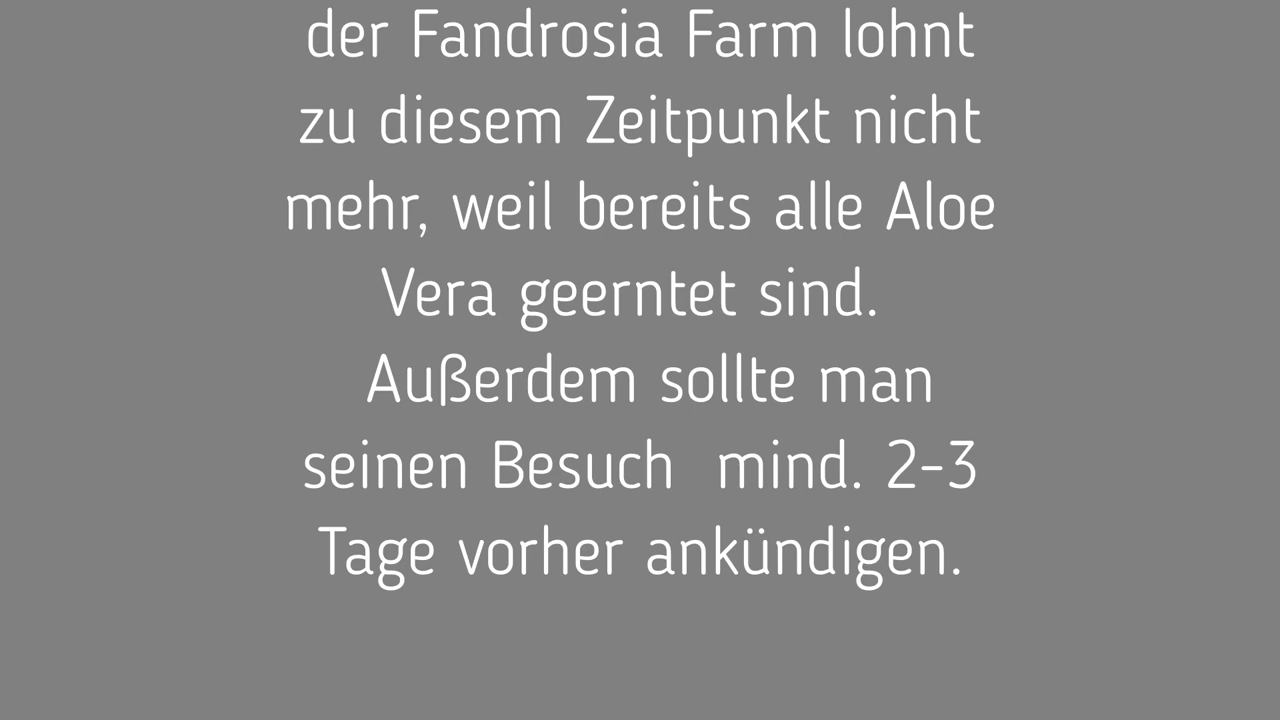 der Fandrosia Farm lohnt
zu diesem Zeitpunkt nicht
mehr, weil bereits alle Aloe
Vera geerntet sind.
Außerdem sollte man
seinen Besuch  mind. 2-3
Tage vorher ankündigen.